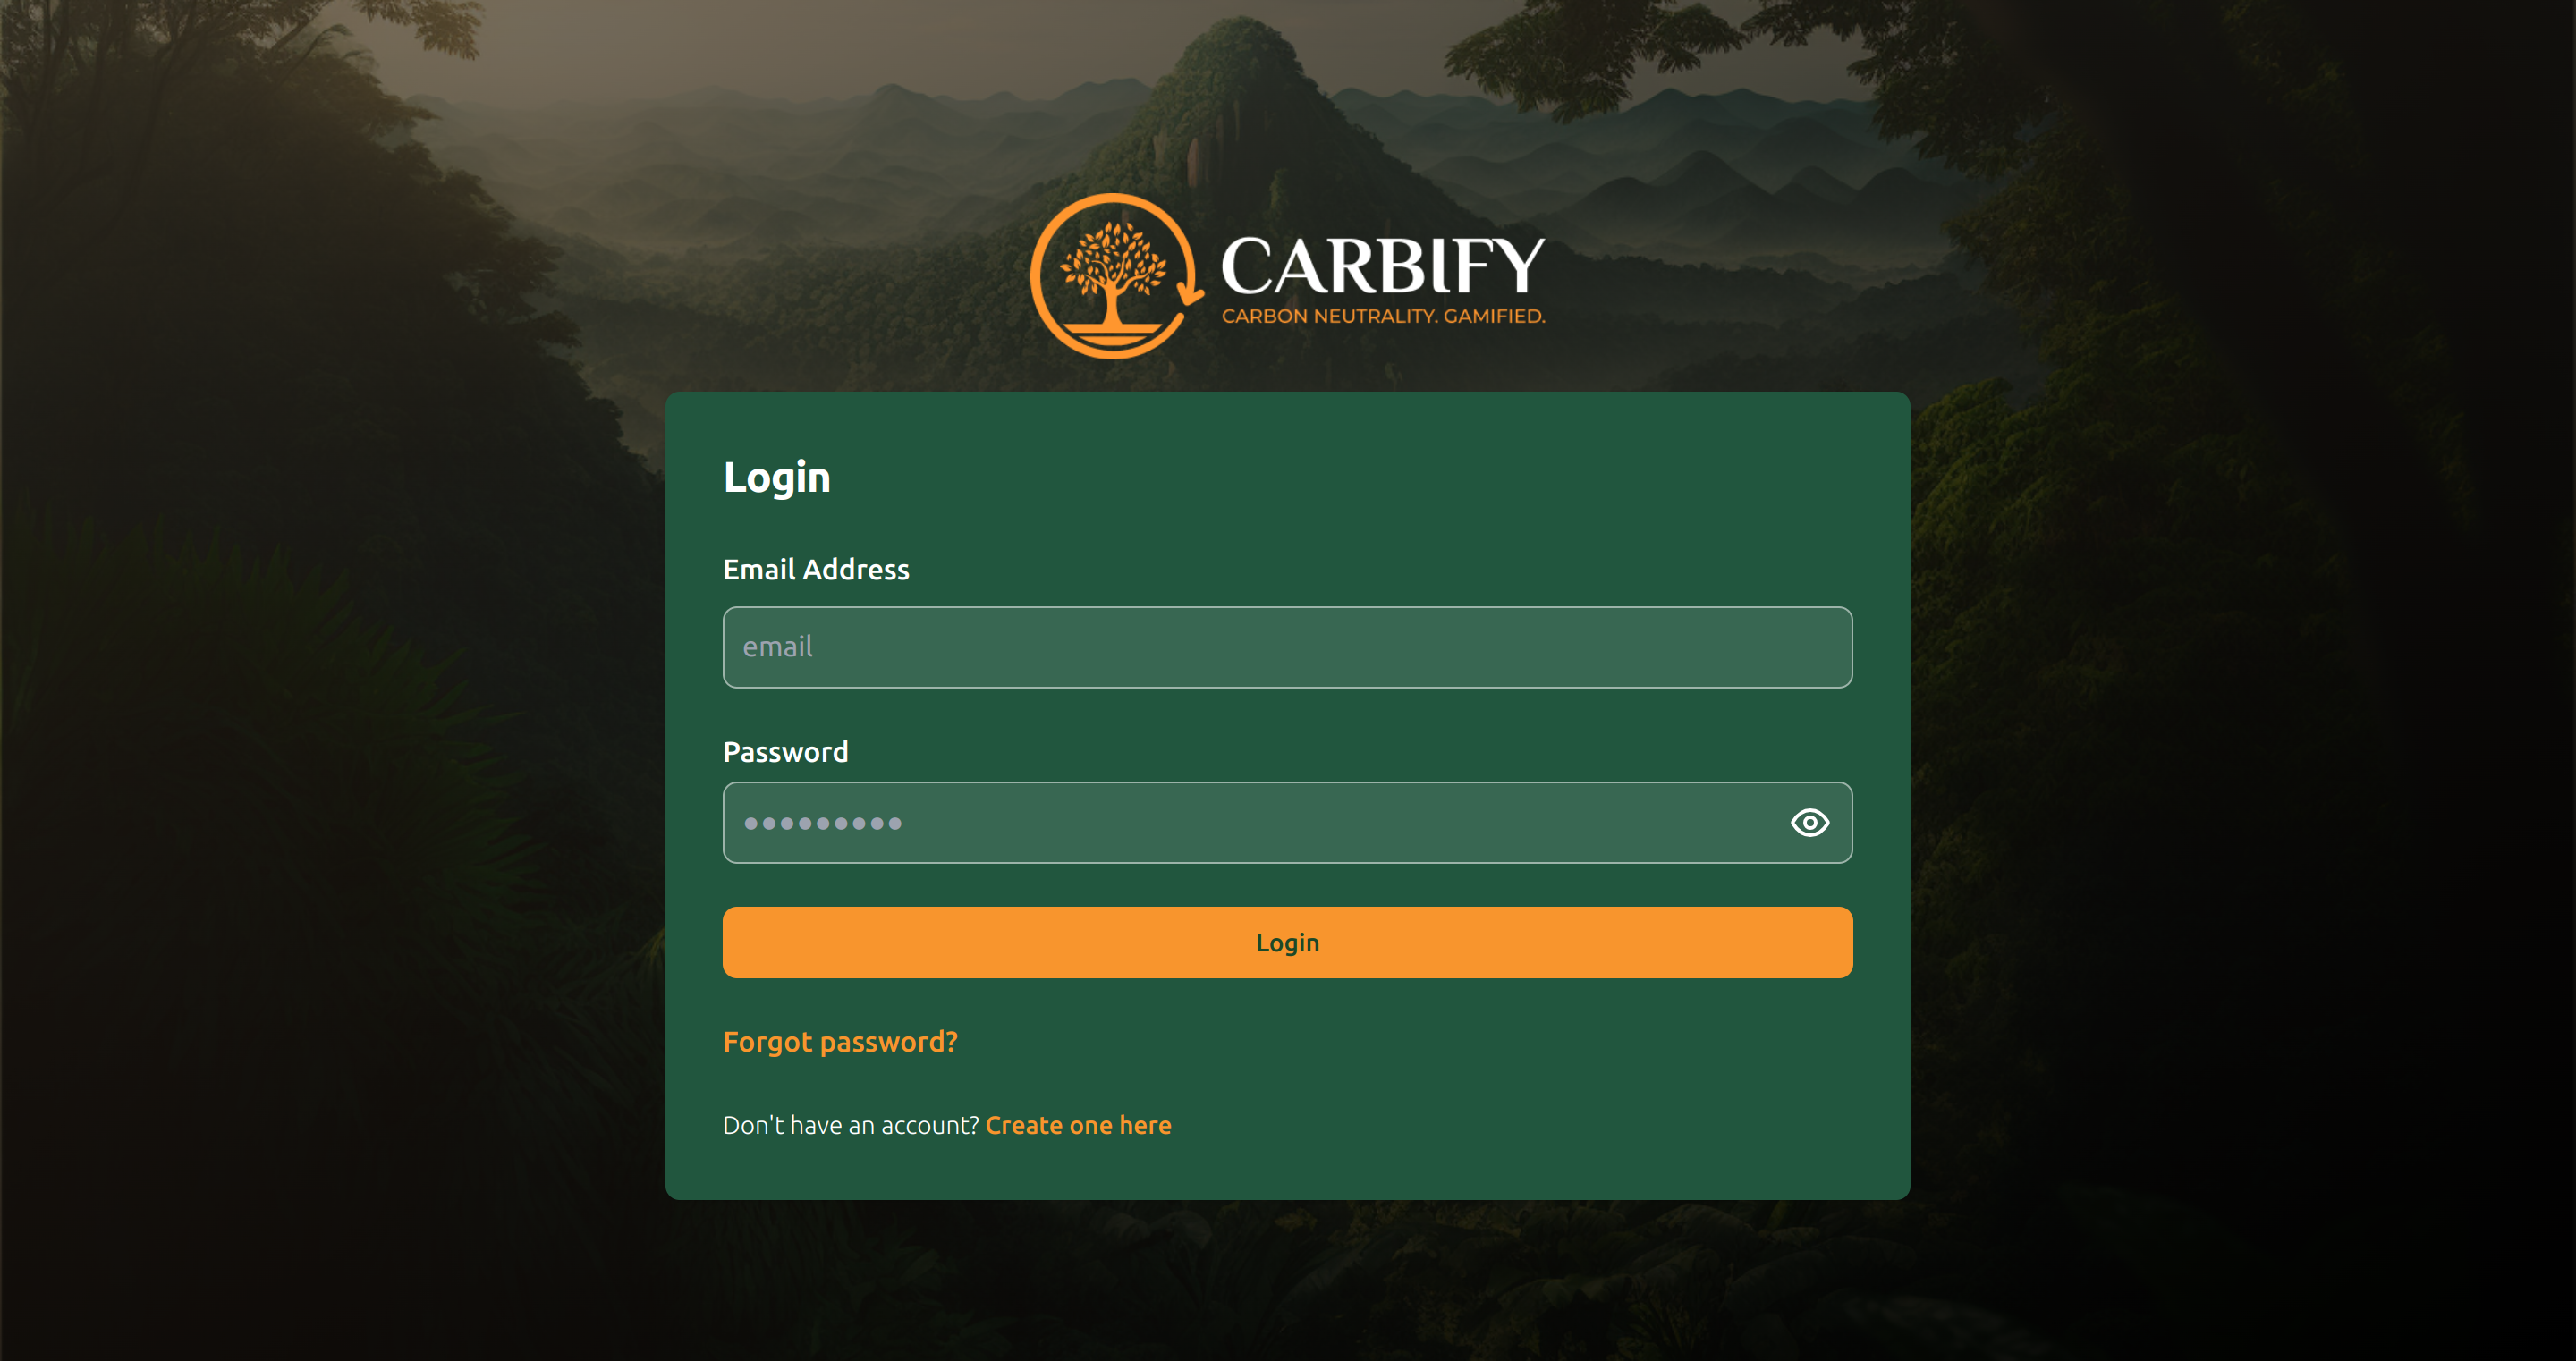 CARBIFY
CARBON NEUTRALITY. GAMIFIED.
Login
Email Address
email
Password
●●●●●●●●●
Login
Forgot password?
Don't have an account? Create one here